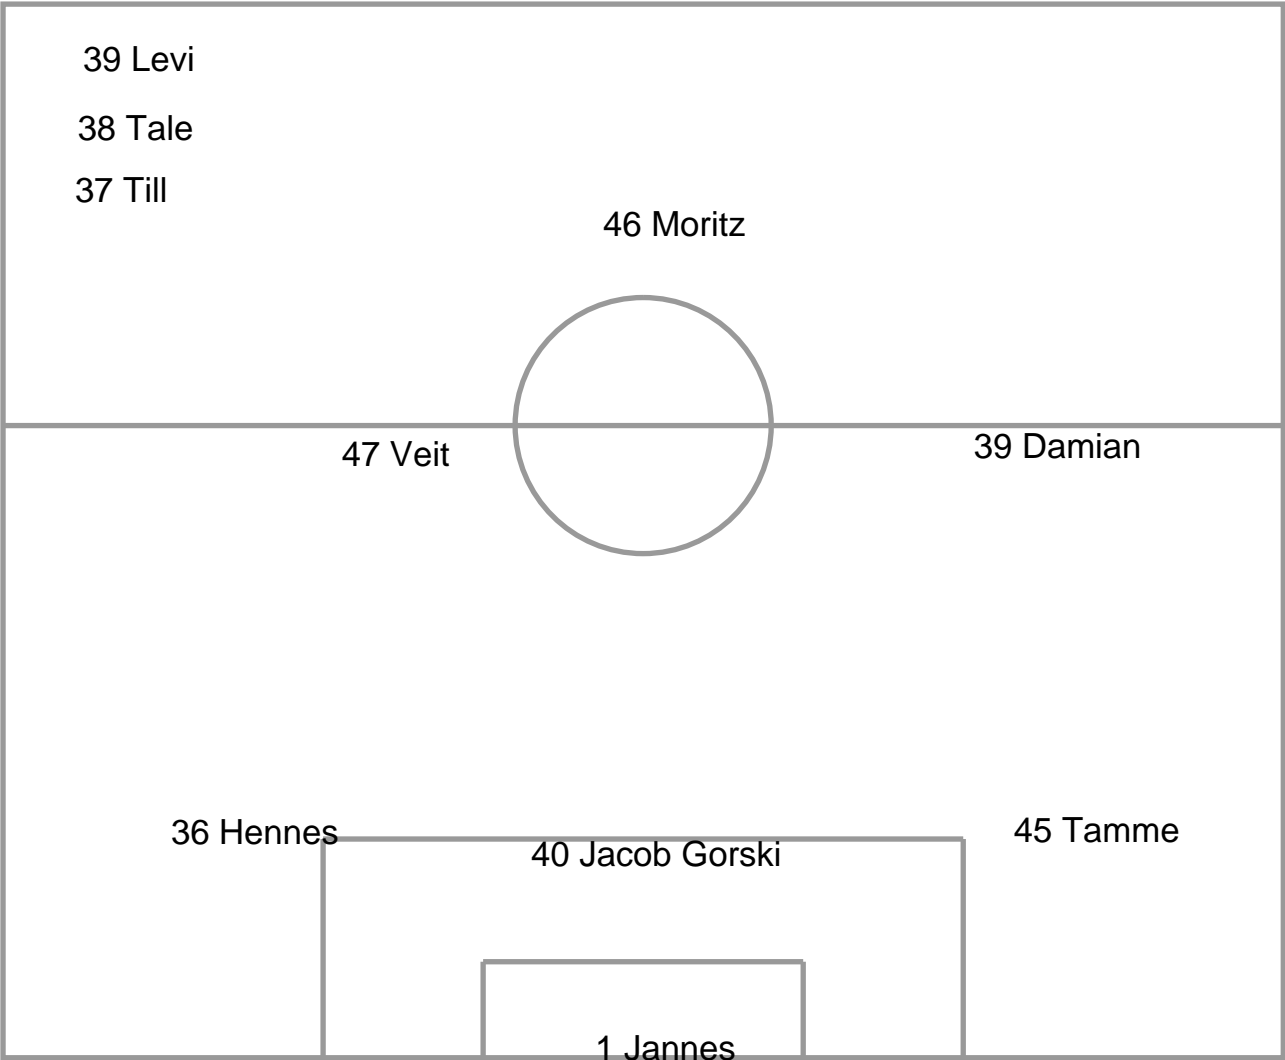 39 Levi
38 Tale
37 Till
46 Moritz
47 Veit
39 Damian
36 Hennes
45 Tamme
40 Jacob Gorski
1 Jannes